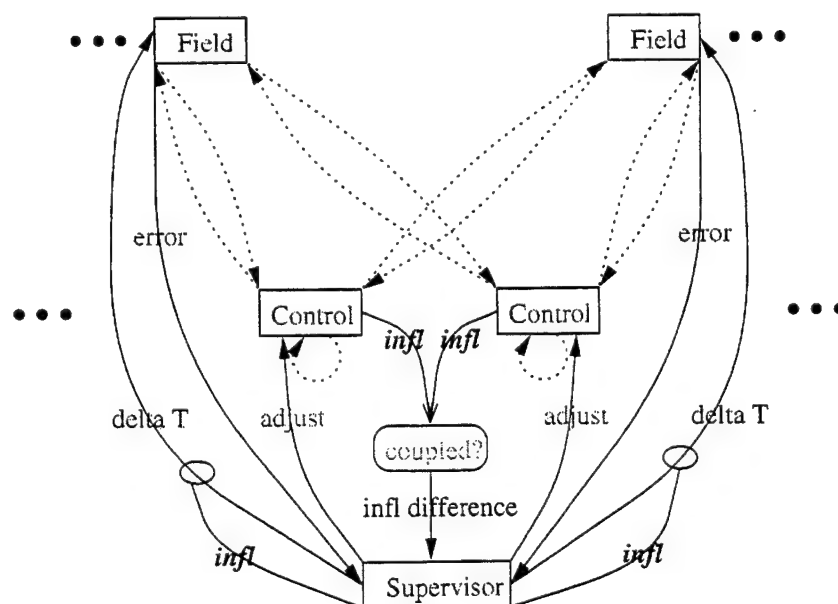 Field
Field
error
error
Control
Control
infl
infl
delta T
adjust
adjust
delta T
coupled?
infl difference
infl
infl
Supervisor